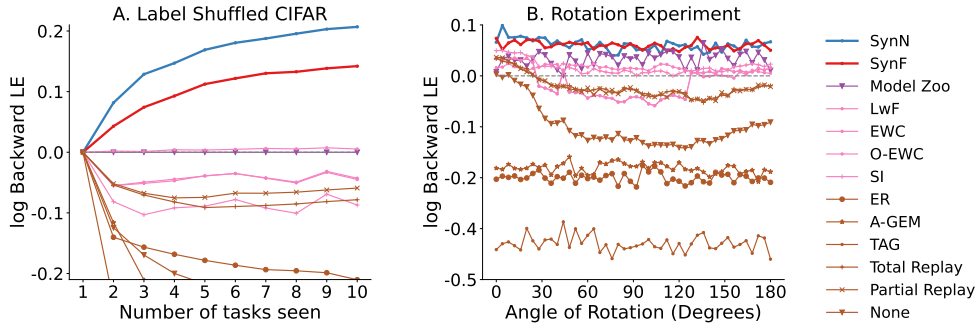 A. Label Shuffled CIFAR
log Backward LE
0.2
0.1
0.0
-0.1
-0.2
1 2 3 4 5 6 7 8 9 10
Number of tasks seen
B. Rotation Experiment
log Backward LE
0.1
0.0
-0.1
-0.2
-0.4
-0.5
0 30 60 90 120 150 180
Angle of Rotation (Degrees)
SynN
SynF
Model Zoo
LwF
EWC
O-EWC
SI
ER
A-GEM
TAG
Total Replay
Partial Replay
None